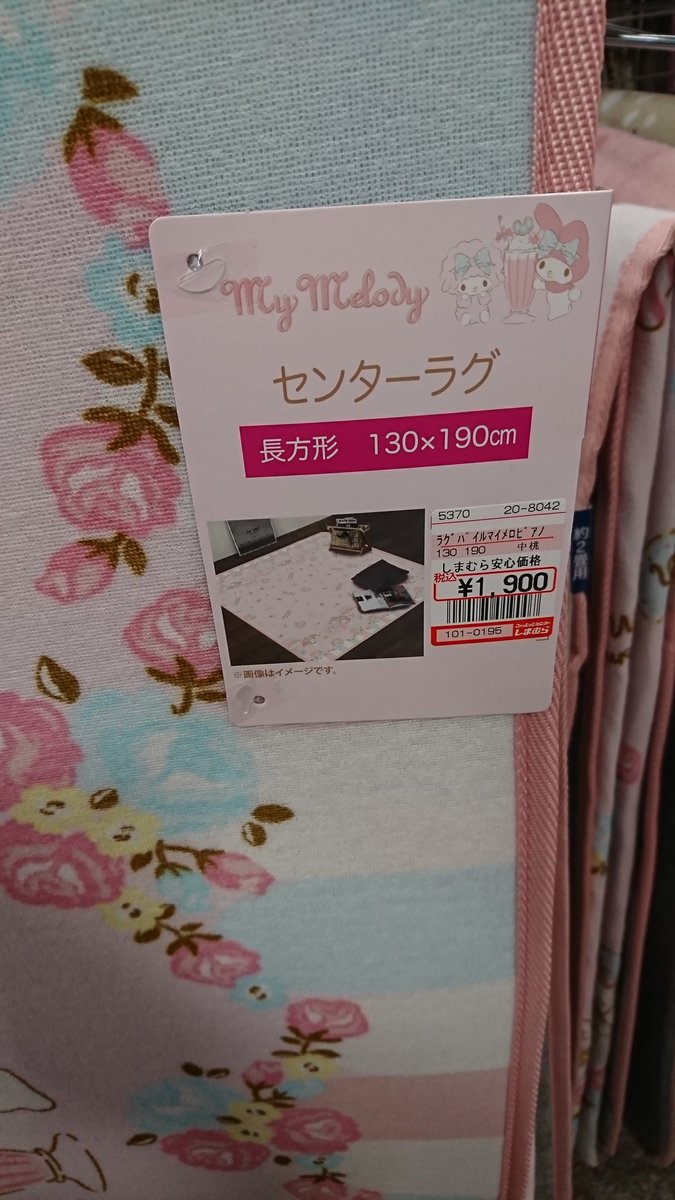 My Melody
センターラグ
長方形 130×190cm
5370 20-8042
ﾗｸﾞﾊﾟｲﾙﾏｲﾒﾛﾋﾟｱﾉ
130 190 中桃
しまむら安心価格
税込 ¥1,900
101-0195 しまむら
※画像はイメージです。
約2畳用